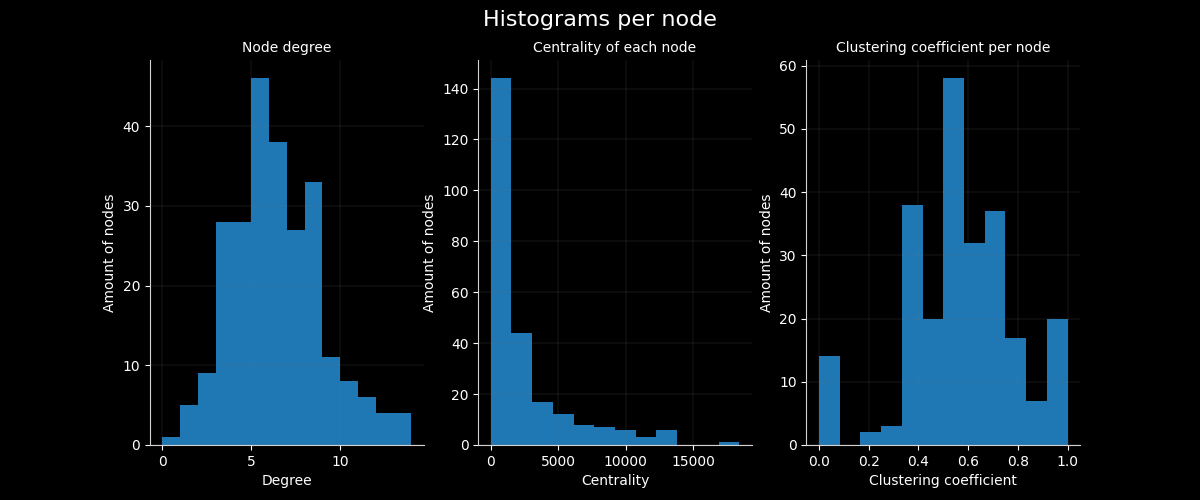 Histograms per node
Node degree
Amount of nodes
40
30
20
10
0
0 5 10
Degree
Centrality of each node
Amount of nodes
140
120
100
80
60
40
20
0
0 5000 10000 15000
Centrality
Clustering coefficient per node
Amount of nodes
60
50
40
30
20
10
0
0.0 0.2 0.4 0.6 0.8 1.0
Clustering coefficient